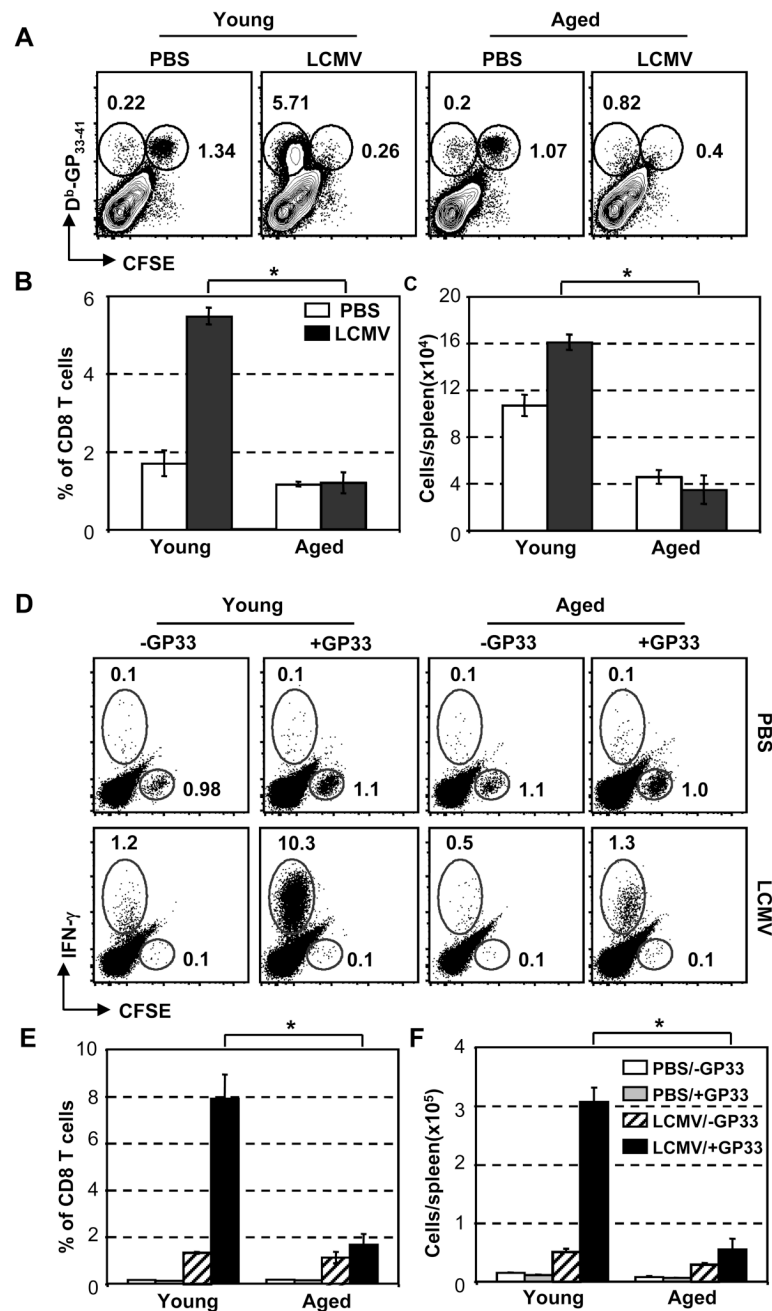 A
Young
Aged
PBS
LCMV
PBS
LCMV
0.22
1.34
5.71
0.26
0.2
1.07
0.82
0.4
Dᵇ-GP₃₃₋₄₁
CFSE
B
*
6
4
2
0
% of CD8 T cells
PBS
LCMV
Young
Aged
C
*
20
16
12
8
4
0
Cells/spleen(x10⁴)
Young
Aged
D
Young
Aged
-GP33
+GP33
-GP33
+GP33
0.1
0.98
0.1
1.1
0.1
1.1
0.1
1.0
PBS
1.2
0.1
10.3
0.1
0.5
0.1
1.3
0.1
LCMV
IFN-γ
CFSE
E
*
10
8
6
4
2
0
% of CD8 T cells
Young
Aged
F
*
4
3
2
1
0
Cells/spleen(x10⁵)
PBS/-GP33
PBS/+GP33
LCMV/-GP33
LCMV/+GP33
Young
Aged